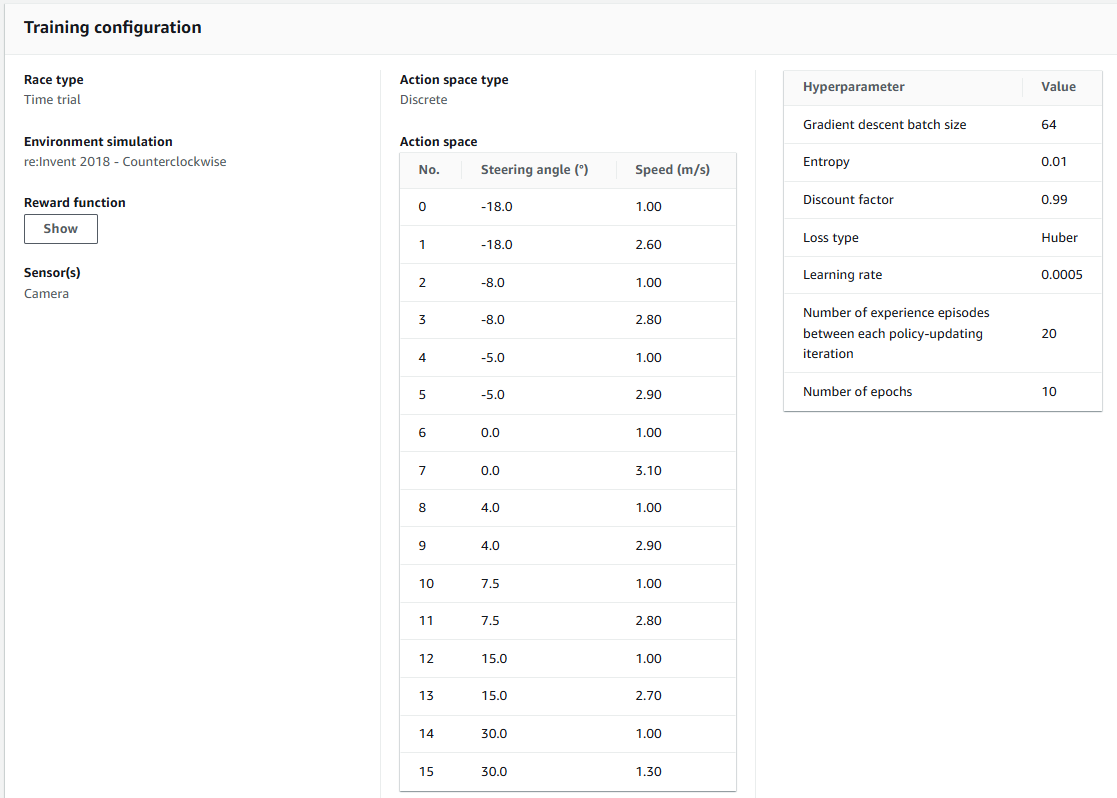 Training configuration
Race type
Time trial
Environment simulation
re:Invent 2018 - Counterclockwise
Reward function
Show
Sensor(s)
Camera
Action space type
Discrete
Action space
No. Steering angle (°) Speed (m/s)
0 -18.0 1.00
1 -18.0 2.60
2 -8.0 1.00
3 -8.0 2.80
4 -5.0 1.00
5 -5.0 2.90
6 0.0 1.00
7 0.0 3.10
8 4.0 1.00
9 4.0 2.90
10 7.5 1.00
11 7.5 2.80
12 15.0 1.00
13 15.0 2.70
14 30.0 1.00
15 30.0 1.30
Hyperparameter Value
Gradient descent batch size 64
Entropy 0.01
Discount factor 0.99
Loss type Huber
Learning rate 0.0005
Number of experience episodes
between each policy-updating 20
iteration
Number of epochs 10